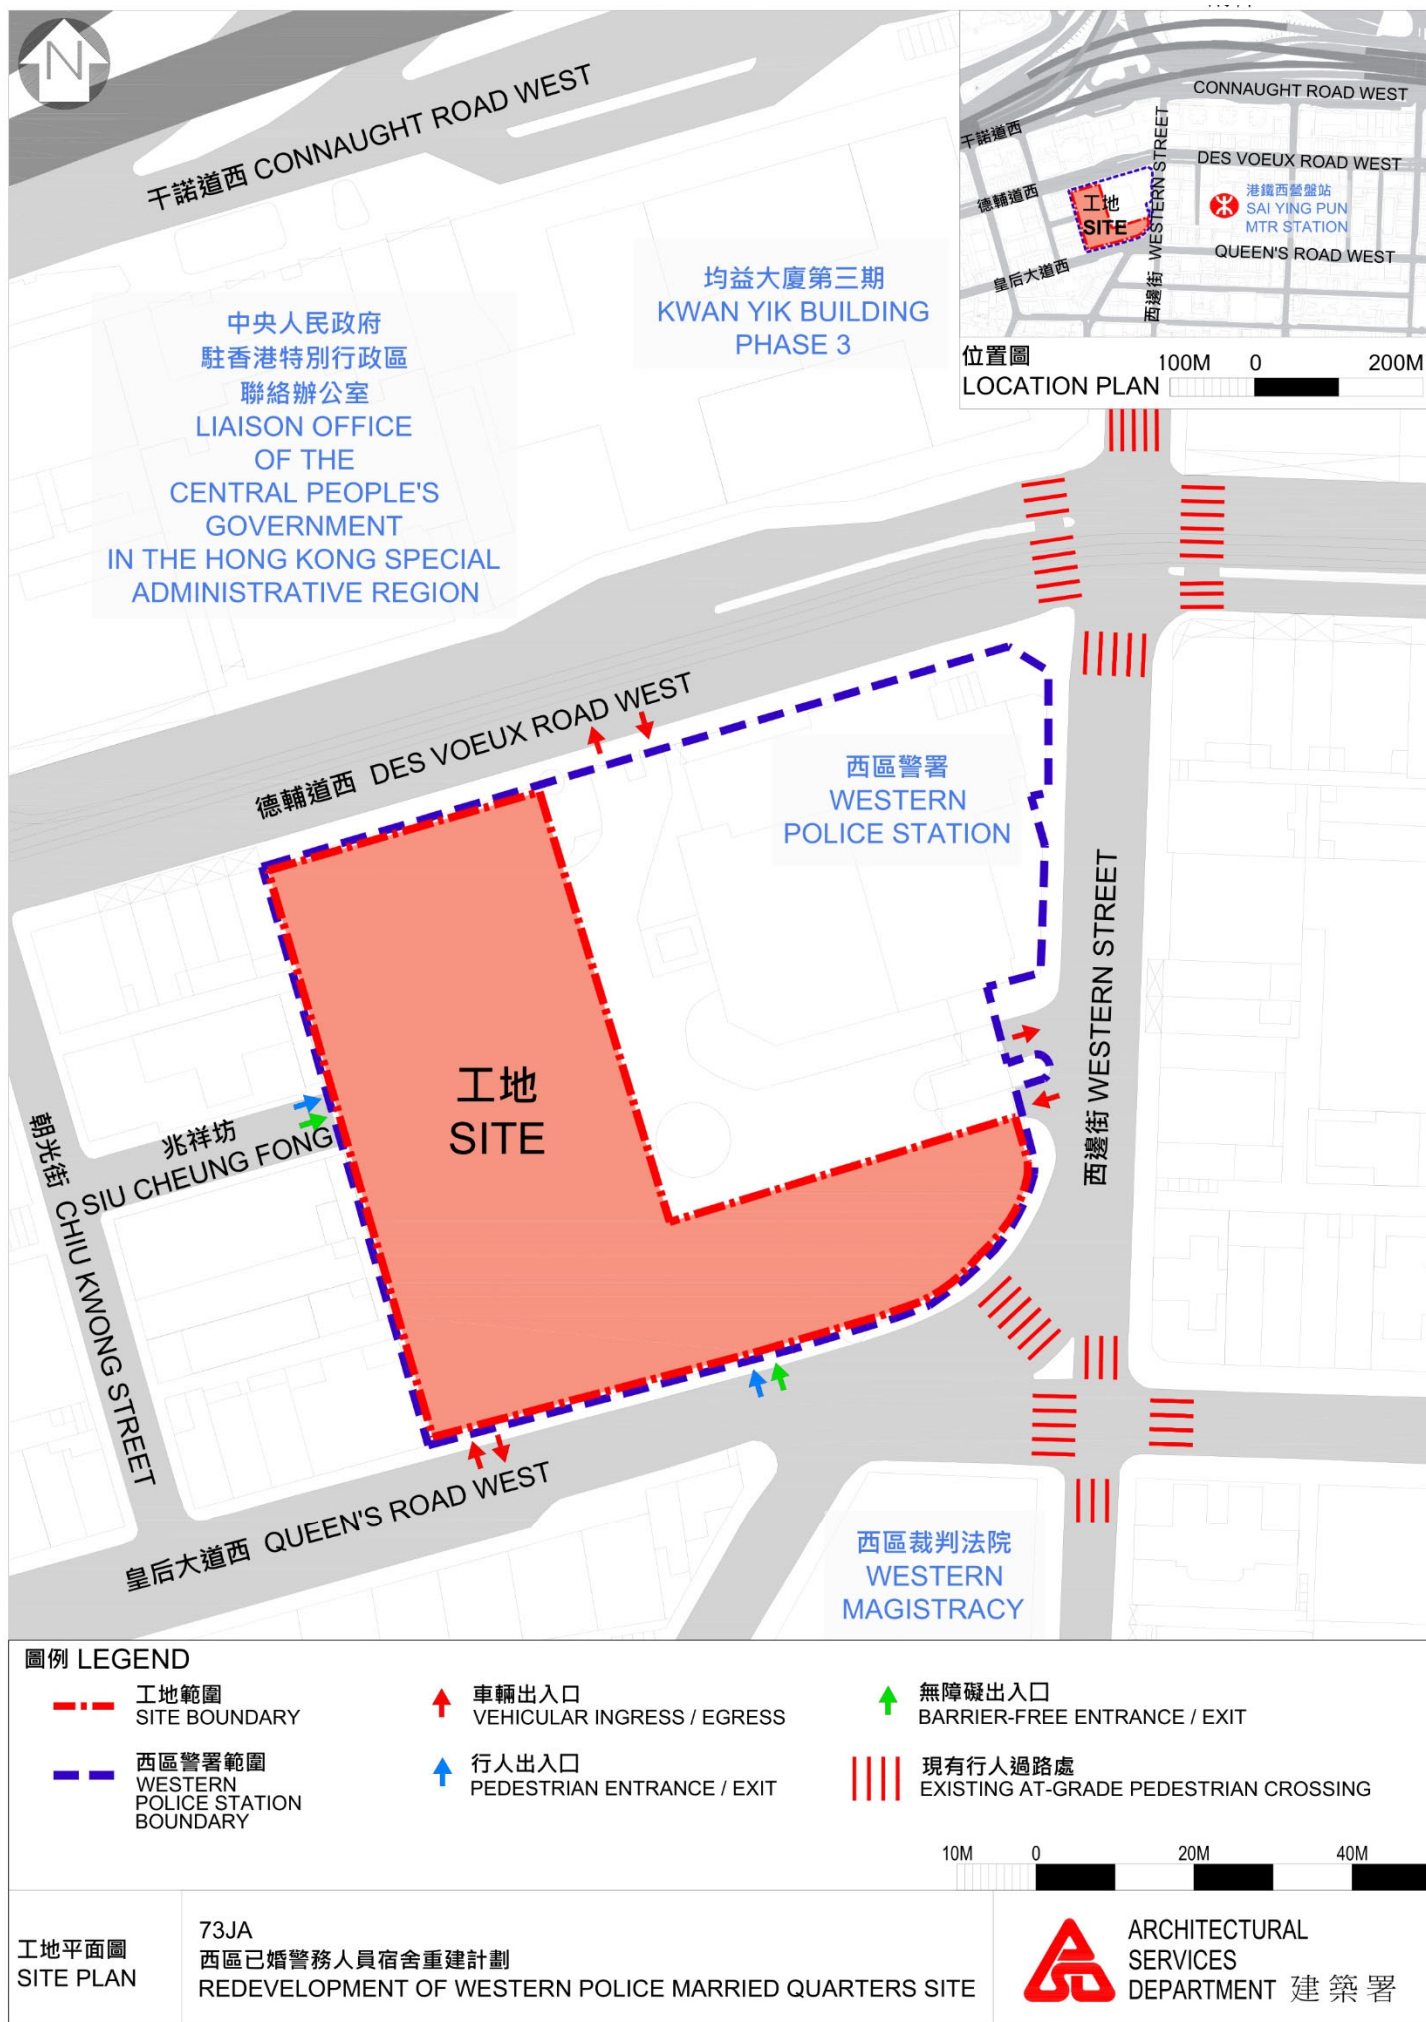 N
干諾道西 CONNAUGHT ROAD WEST
CONNAUGHT ROAD WEST
干諾道西
DES VOEUX ROAD WEST
德輔道西
工地
SITE
西邊街 WESTERN STREET
港鐵西營盤站
SAI YING PUN
MTR STATION
QUEEN'S ROAD WEST
皇后大道西
位置圖
LOCATION PLAN
100M 0 200M
均益大廈第三期
KWAN YIK BUILDING
PHASE 3
中央人民政府
駐香港特別行政區
聯絡辦公室
LIAISON OFFICE
OF THE
CENTRAL PEOPLE'S
GOVERNMENT
IN THE HONG KONG SPECIAL
ADMINISTRATIVE REGION
德輔道西 DES VOEUX ROAD WEST
西區警署
WESTERN
POLICE STATION
西邊街 WESTERN STREET
工地
SITE
兆祥坊
SIU CHEUNG FONG
朝光街 CHIU KWONG STREET
皇后大道西 QUEEN'S ROAD WEST
西區裁判法院
WESTERN
MAGISTRACY
圖例 LEGEND
工地範圍
SITE BOUNDARY
車輛出入口
VEHICULAR INGRESS / EGRESS
無障礙出入口
BARRIER-FREE ENTRANCE / EXIT
西區警署範圍
WESTERN
POLICE STATION
BOUNDARY
行人出入口
PEDESTRIAN ENTRANCE / EXIT
現有行人過路處
EXISTING AT-GRADE PEDESTRIAN CROSSING
10M 0 20M 40M
工地平面圖
SITE PLAN
73JA
西區已婚警務人員宿舍重建計劃
REDEVELOPMENT OF WESTERN POLICE MARRIED QUARTERS SITE
ARCHITECTURAL
SERVICES
DEPARTMENT 建築署